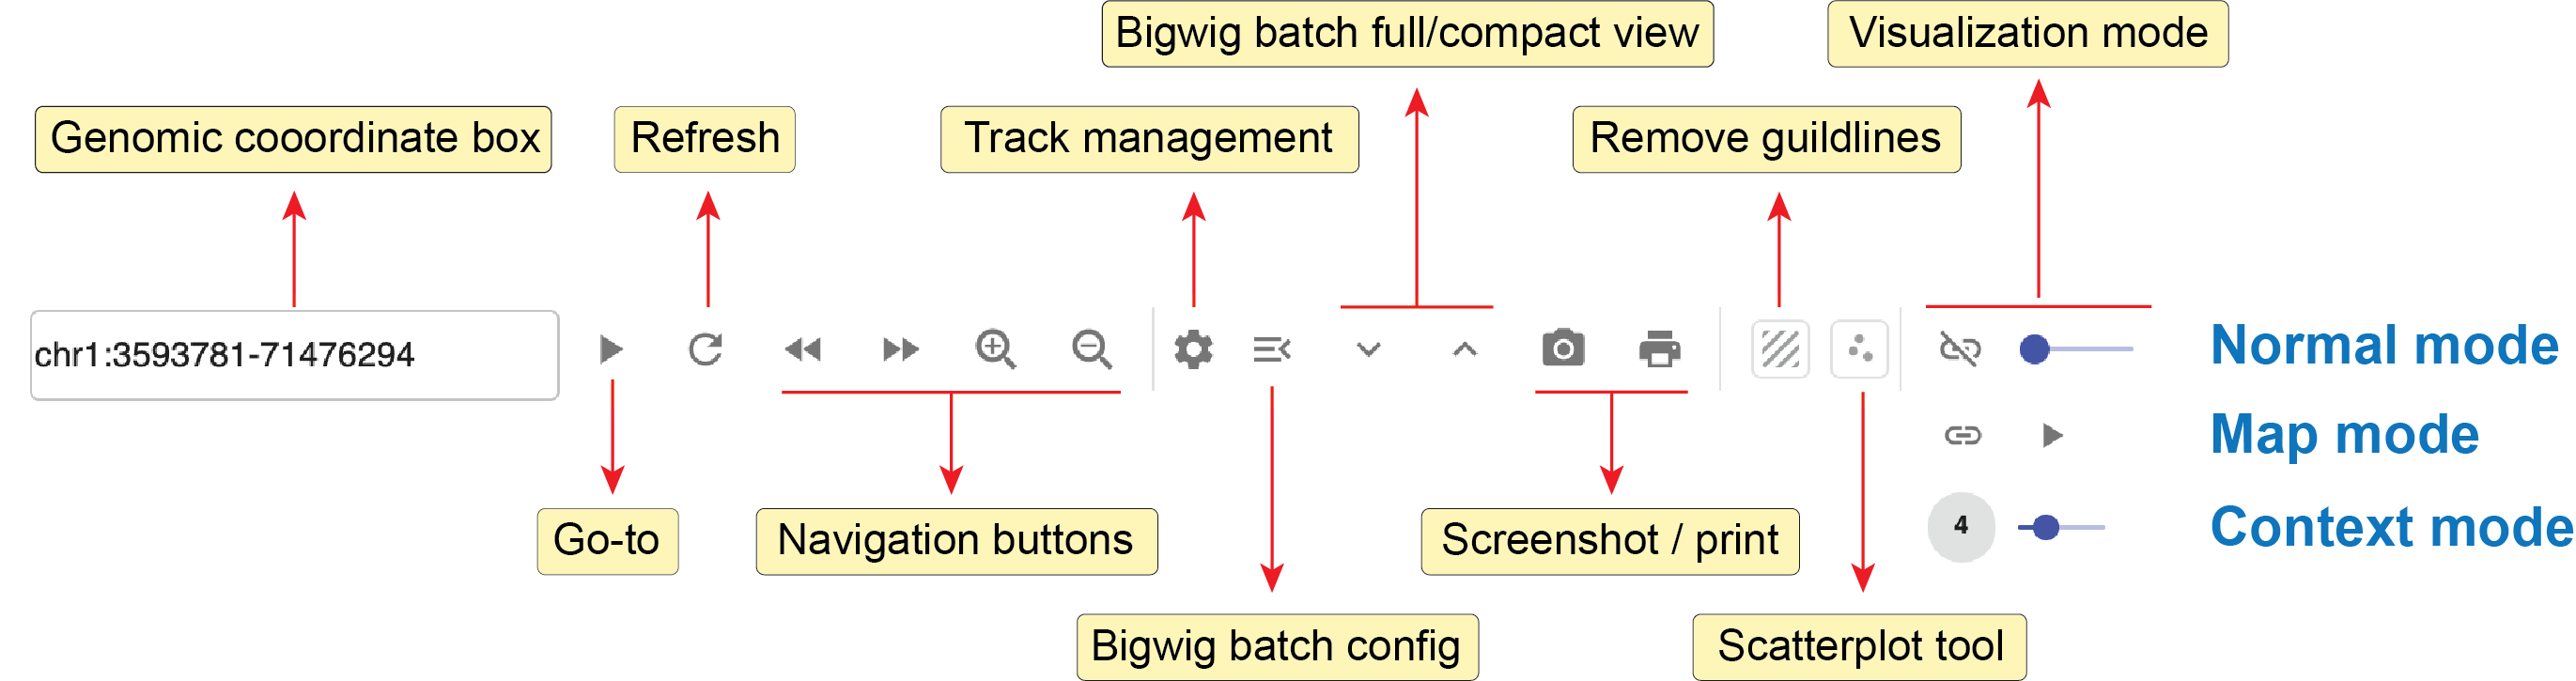 Bigwig batch full/compact view
Visualization mode
Genomic cooordinate box
Refresh
Track management
Remove guildlines
chr1:3593781-71476294
Normal mode
Map mode
4
Context mode
Go-to
Navigation buttons
Screenshot / print
Bigwig batch config
Scatterplot tool